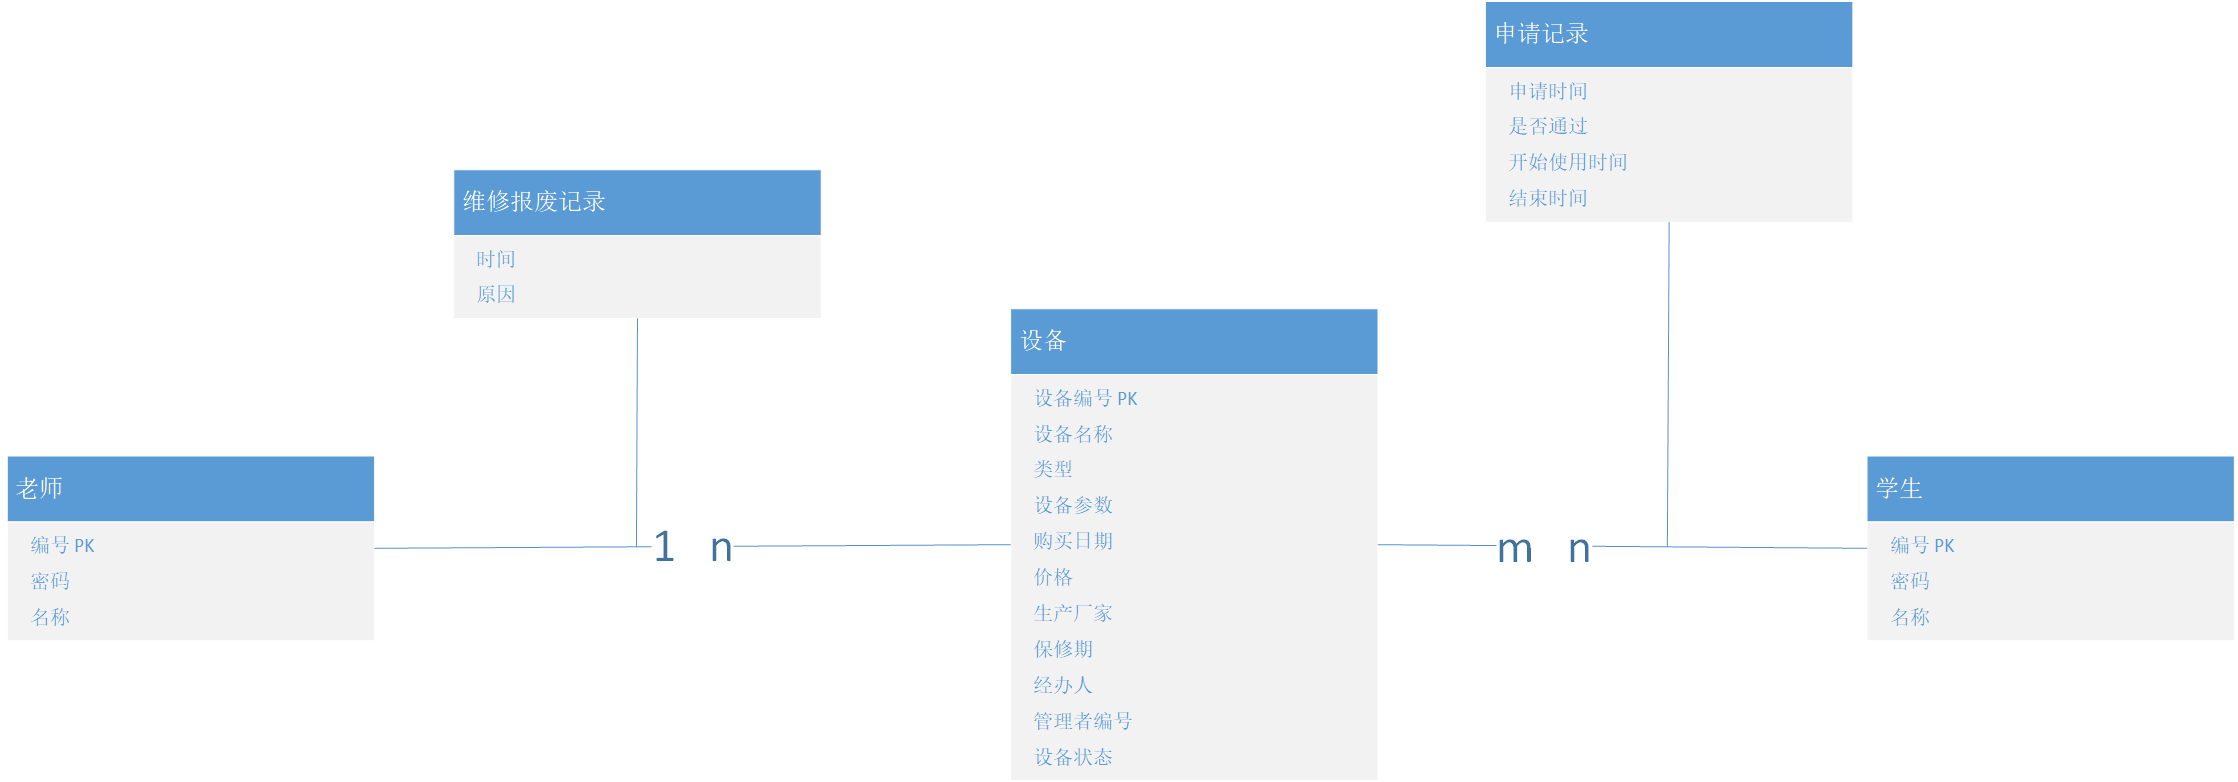 申请记录
申请时间
是否通过
开始使用时间
结束时间
维修报废记录
时间
原因
设备
设备编号 PK
设备名称
类型
设备参数
购买日期
价格
生产厂家
保修期
经办人
管理者编号
设备状态
老师
编号 PK
密码
名称
1 n
m n
学生
编号 PK
密码
名称